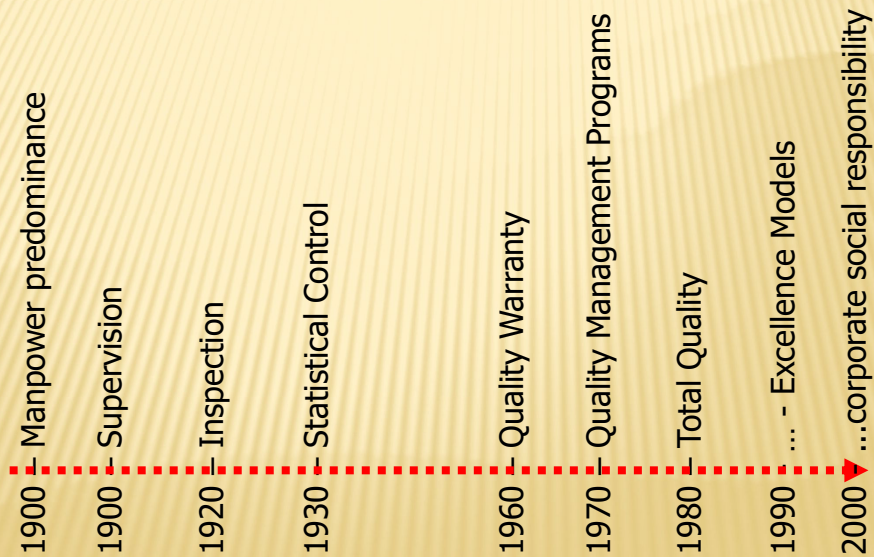 1900 – Manpower predominance
1900 – Supervision
1920 – Inspection
1930 - Statistical Control
1960 – Quality Warranty
1970 – Quality Management Programs
1980 – Total Quality
1990 - … - Excellence Models
2000 - …corporate social responsibility